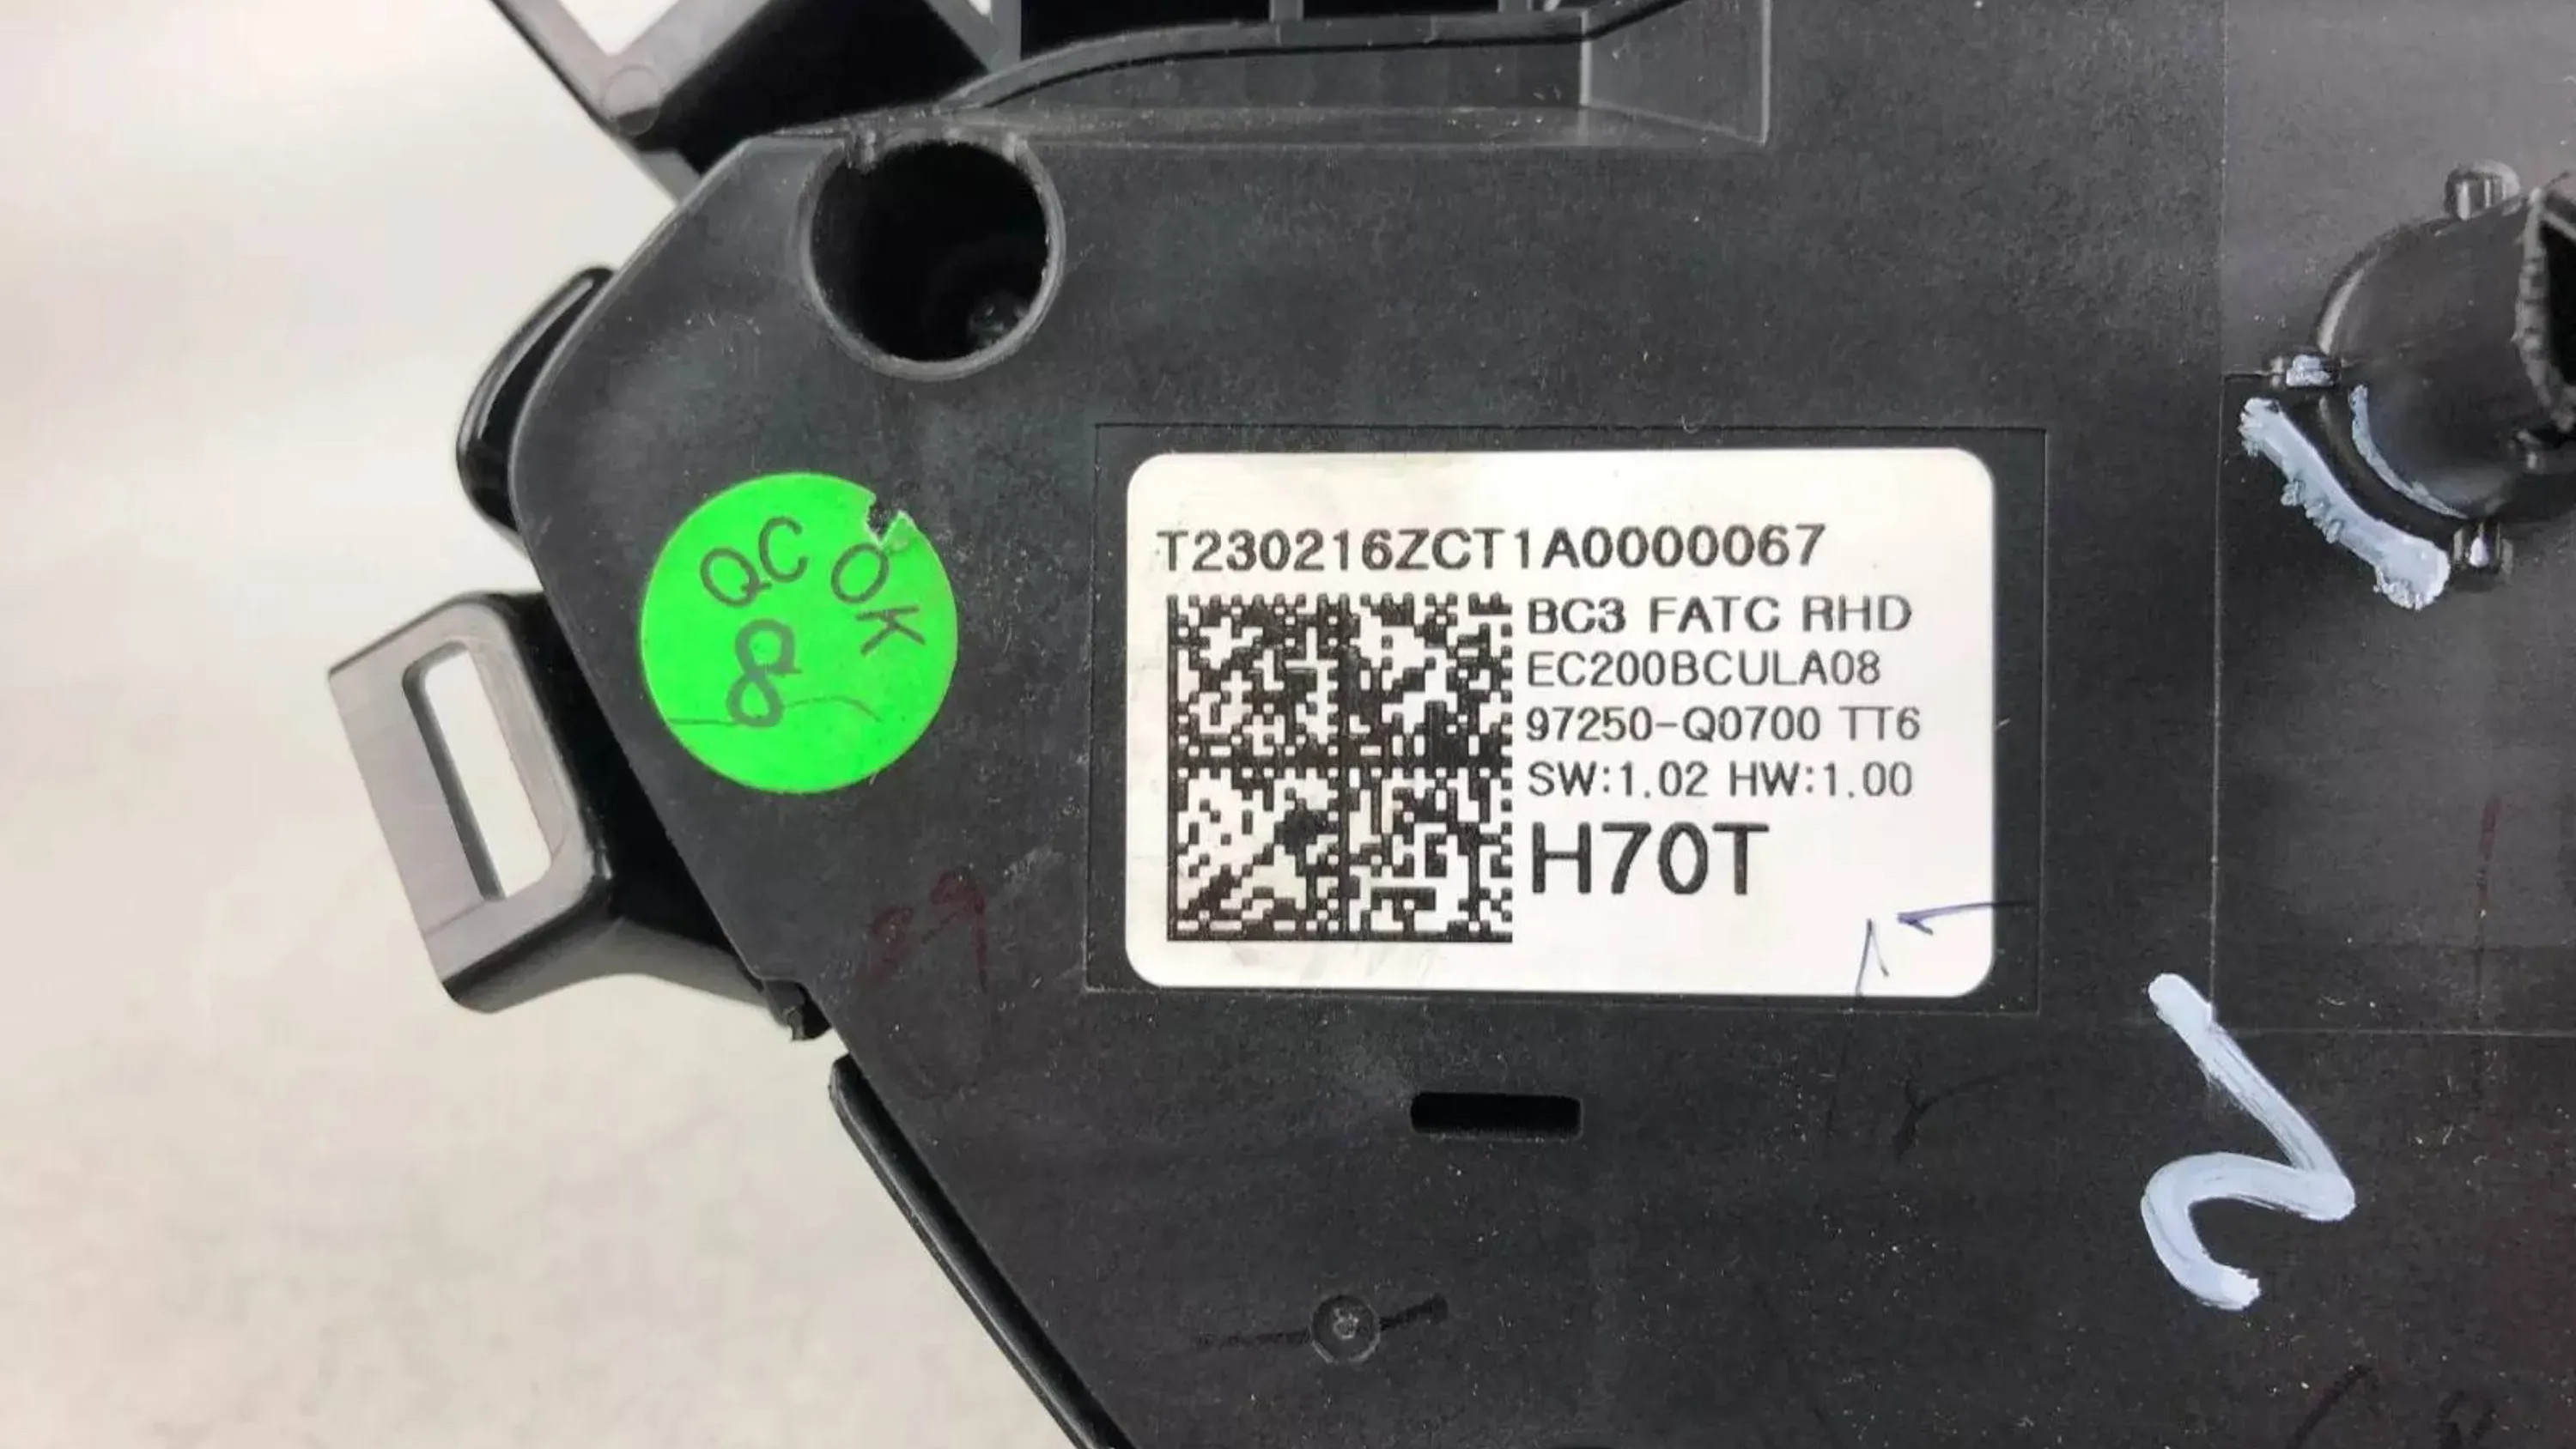 QC OK
8
T230216ZCT1A0000067
BC3 FATC RHD
EC200BCULA08
97250-Q0700 TT6
SW:1.02 HW:1.00
H70T